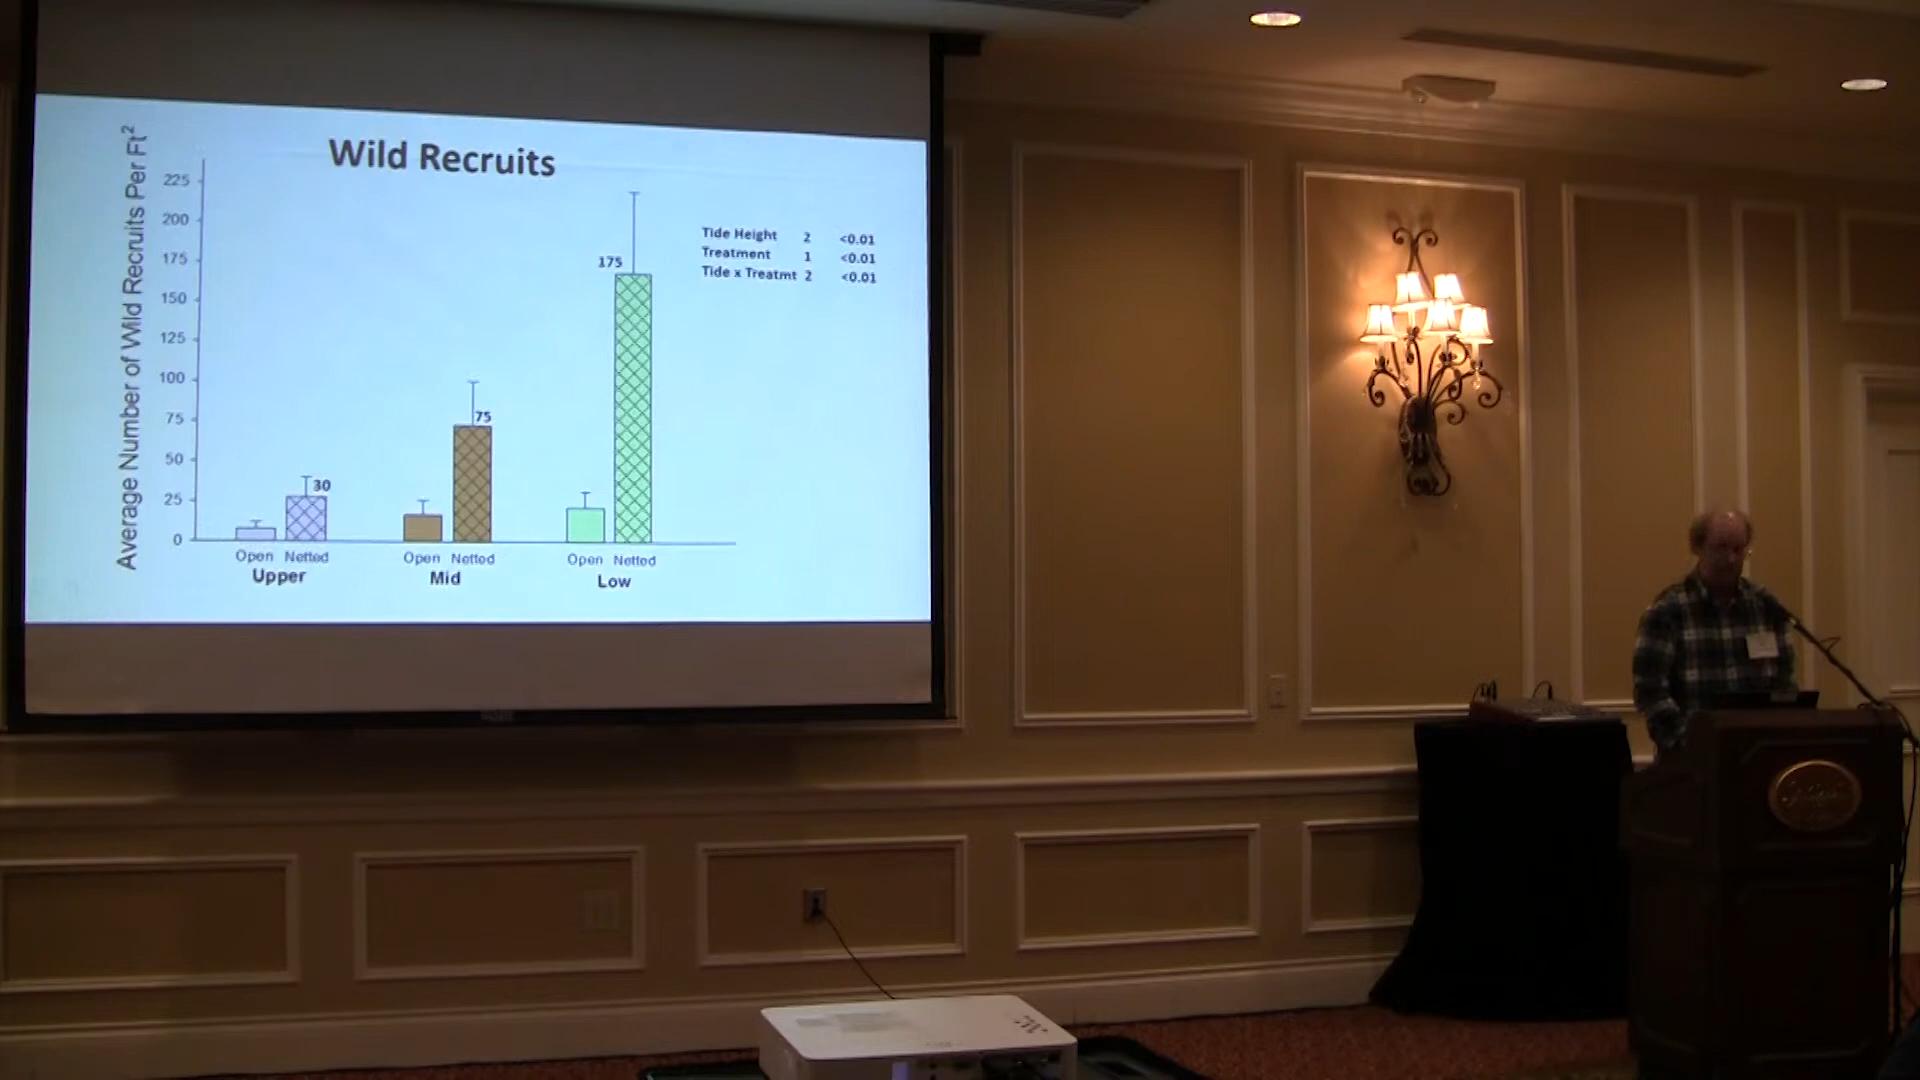 Wild Recruits
Average Number of Wild Recruits Per Ft²
225
200
175
150
125
100
75
50
25
0
Tide Height 2 <0.01
Treatment 1 <0.01
Tide x Treatmt 2 <0.01
175
75
30
Open Netted Open Netted Open Netted
Upper Mid Low